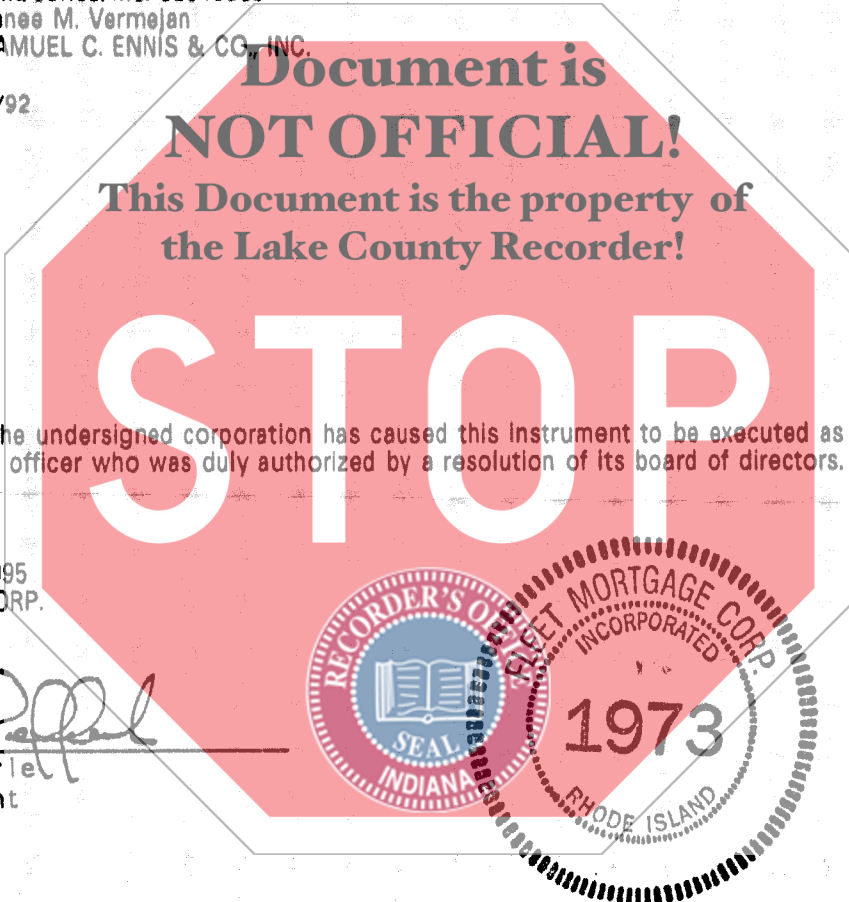 nee M. Vermejan
AMUEL C. ENNIS & CO., INC.
/92
Document is
NOT OFFICIAL!
This Document is the property of
the Lake County Recorder!
STOP
he undersigned corporation has caused this instrument to be executed as
officer who was duly authorized by a resolution of its board of directors.
95
ORP.
RECORDER'S OFFICE
SEAL
INDIANA
FLEET MORTGAGE CORP.
INCORPORATED
1973
RHODE ISLAND